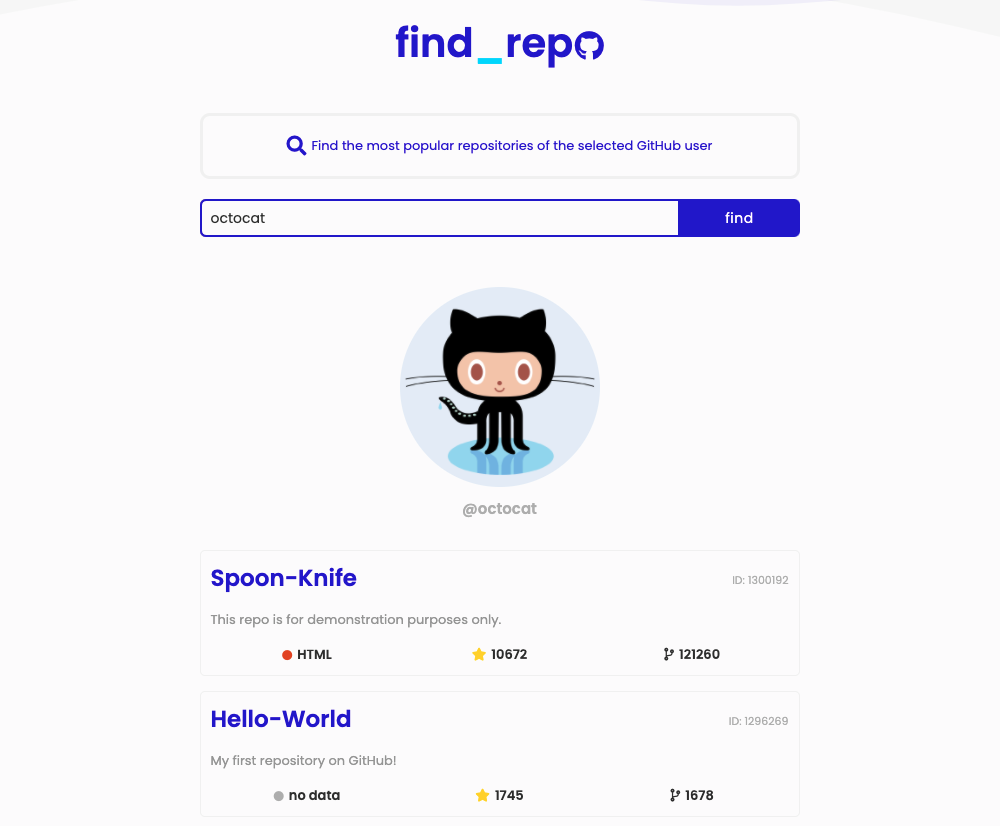 find_repo
Find the most popular repositories of the selected GitHub user
octocat
find
@octocat
Spoon-Knife
ID: 1300192
This repo is for demonstration purposes only.
HTML 10672 121260
Hello-World
ID: 1296269
My first repository on GitHub!
no data 1745 1678